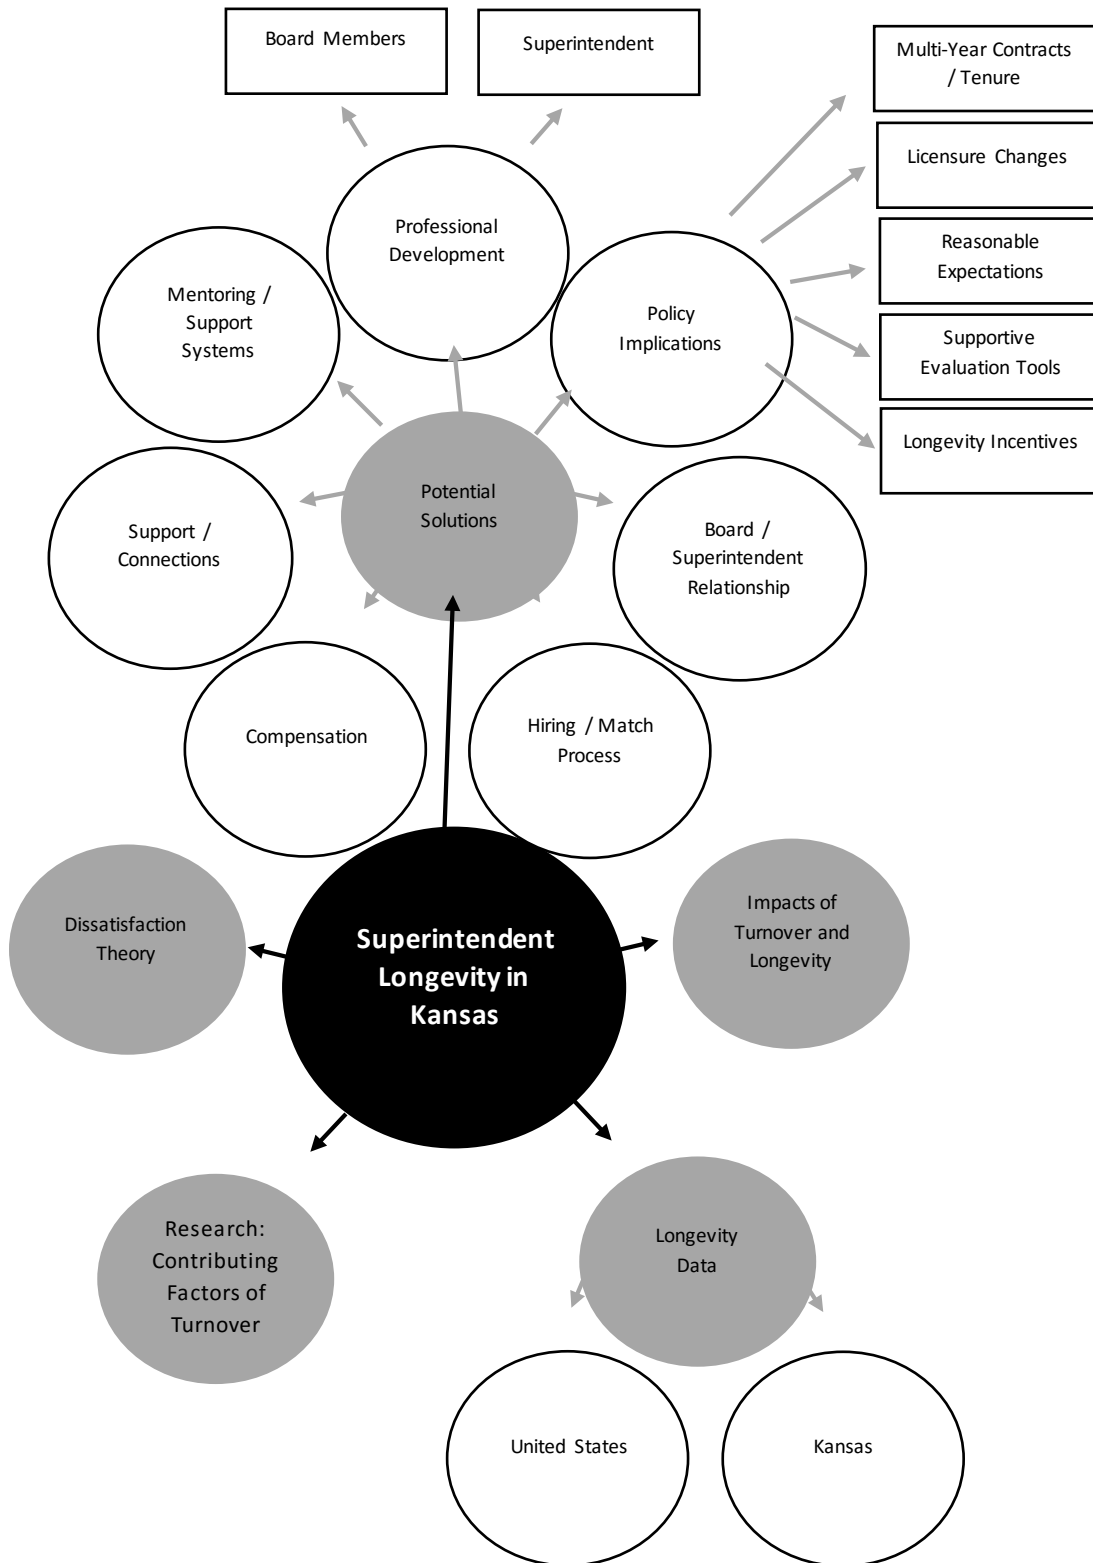 Board Members
Superintendent
Multi-Year Contracts
/ Tenure
Licensure Changes
Reasonable
Expectations
Supportive
Evaluation Tools
Longevity Incentives
Professional
Development
Mentoring /
Support
Systems
Policy
Implications
Potential
Solutions
Support /
Connections
Board /
Superintendent
Relationship
Compensation
Hiring / Match
Process
Dissatisfaction
Theory
Superintendent
Longevity in
Kansas
Impacts of
Turnover and
Longevity
Research:
Contributing
Factors of
Turnover
Longevity
Data
United States
Kansas